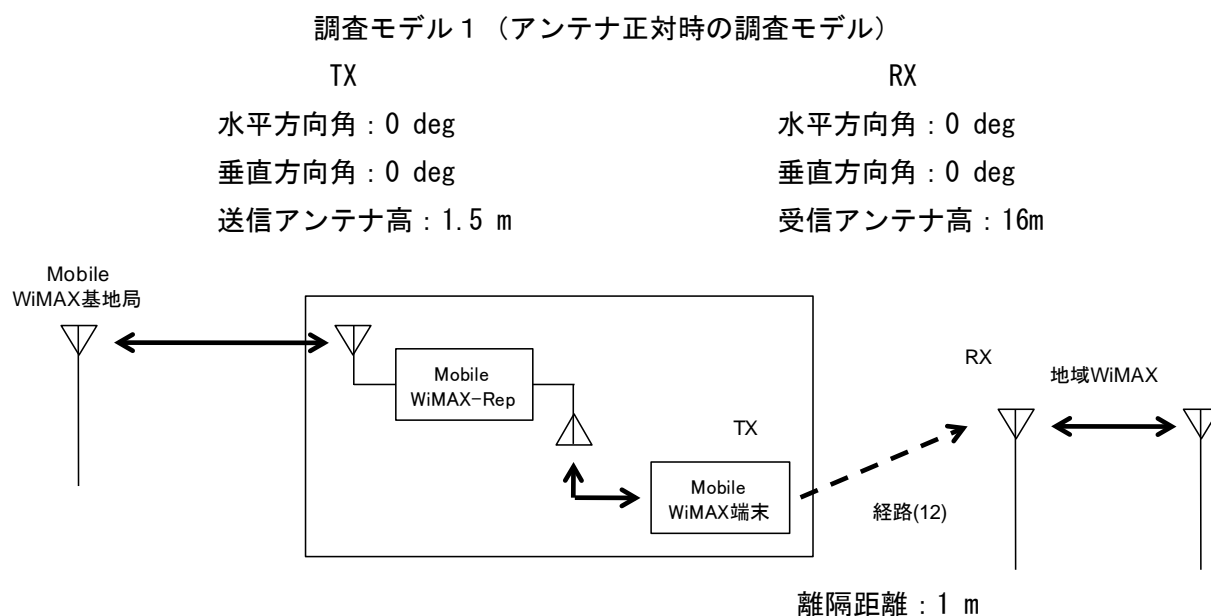 調査モデル１（アンテナ正対時の調査モデル）
TX
水平方向角：0 deg
垂直方向角：0 deg
送信アンテナ高：1.5 m
RX
水平方向角：0 deg
垂直方向角：0 deg
受信アンテナ高：16m
Mobile
WiMAX基地局
Mobile
WiMAX-Rep
TX
Mobile
WiMAX端末
経路(12)
RX
地域WiMAX
離隔距離：1 m